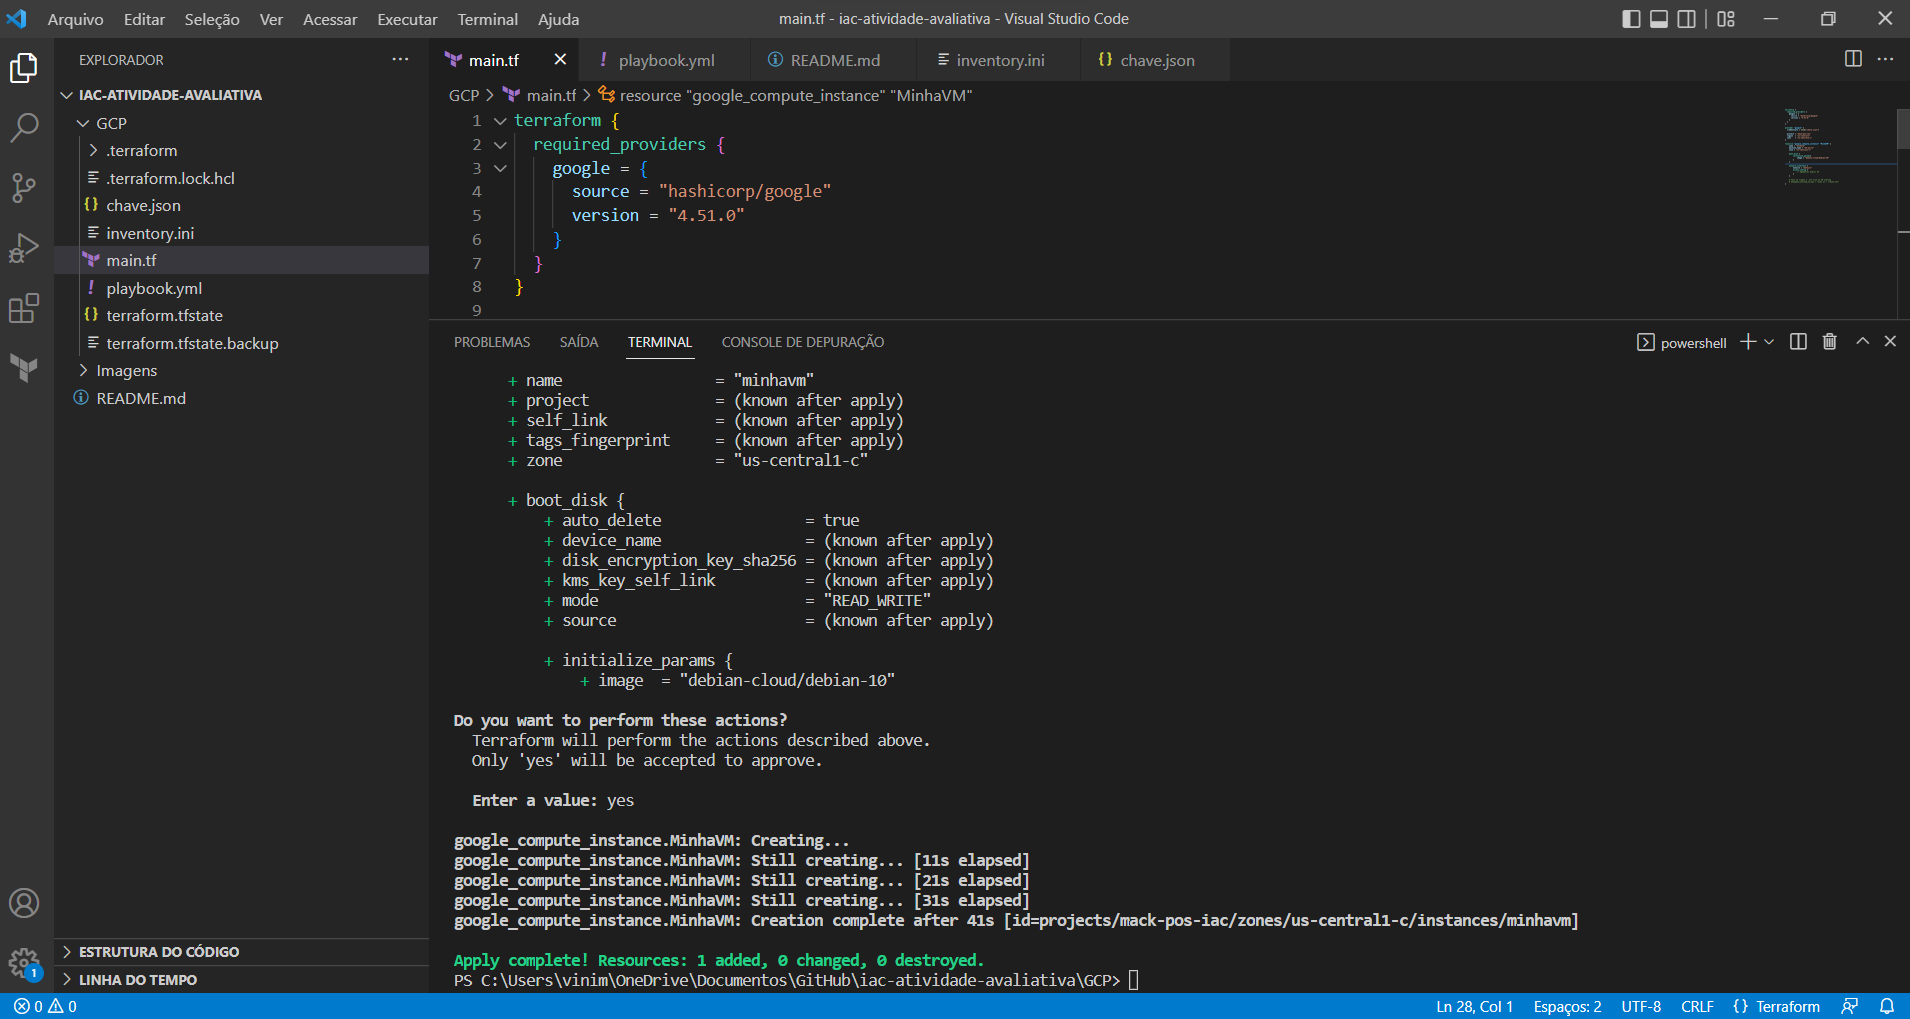 Arquivo Editar Seleção Ver Acessar Executar Terminal Ajuda
main.tf - iac-atividade-avaliativa - Visual Studio Code
EXPLORADOR
IAC-ATIVIDADE-AVALIATIVA
GCP
.terraform
.terraform.lock.hcl
{} chave.json
inventory.ini
main.tf
! playbook.yml
{} terraform.tfstate
terraform.tfstate.backup
Imagens
README.md
ESTRUTURA DO CÓDIGO
LINHA DO TEMPO
1
main.tf ! playbook.yml README.md inventory.ini {} chave.json
GCP > main.tf > resource "google_compute_instance" "MinhaVM"
1 terraform {
2 required_providers {
3 google = {
4 source = "hashicorp/google"
5 version = "4.51.0"
6 }
7 }
8 }
9
PROBLEMAS SAÍDA TERMINAL CONSOLE DE DEPURAÇÃO
powershell
+ name = "minhavm"
+ project = (known after apply)
+ self_link = (known after apply)
+ tags_fingerprint = (known after apply)
+ zone = "us-central1-c"
+ boot_disk {
+ auto_delete = true
+ device_name = (known after apply)
+ disk_encryption_key_sha256 = (known after apply)
+ kms_key_self_link = (known after apply)
+ mode = "READ_WRITE"
+ source = (known after apply)
+ initialize_params {
+ image = "debian-cloud/debian-10"
Do you want to perform these actions?
Terraform will perform the actions described above.
Only 'yes' will be accepted to approve.
Enter a value: yes
google_compute_instance.MinhaVM: Creating...
google_compute_instance.MinhaVM: Still creating... [11s elapsed]
google_compute_instance.MinhaVM: Still creating... [21s elapsed]
google_compute_instance.MinhaVM: Still creating... [31s elapsed]
google_compute_instance.MinhaVM: Creation complete after 41s [id=projects/mack-pos-iac/zones/us-central1-c/instances/minhavm]
Apply complete! Resources: 1 added, 0 changed, 0 destroyed.
PS C:\Users\vinim\OneDrive\Documentos\GitHub\iac-atividade-avaliativa\GCP>
0 0
Ln 28, Col 1 Espaços: 2 UTF-8 CRLF {} Terraform